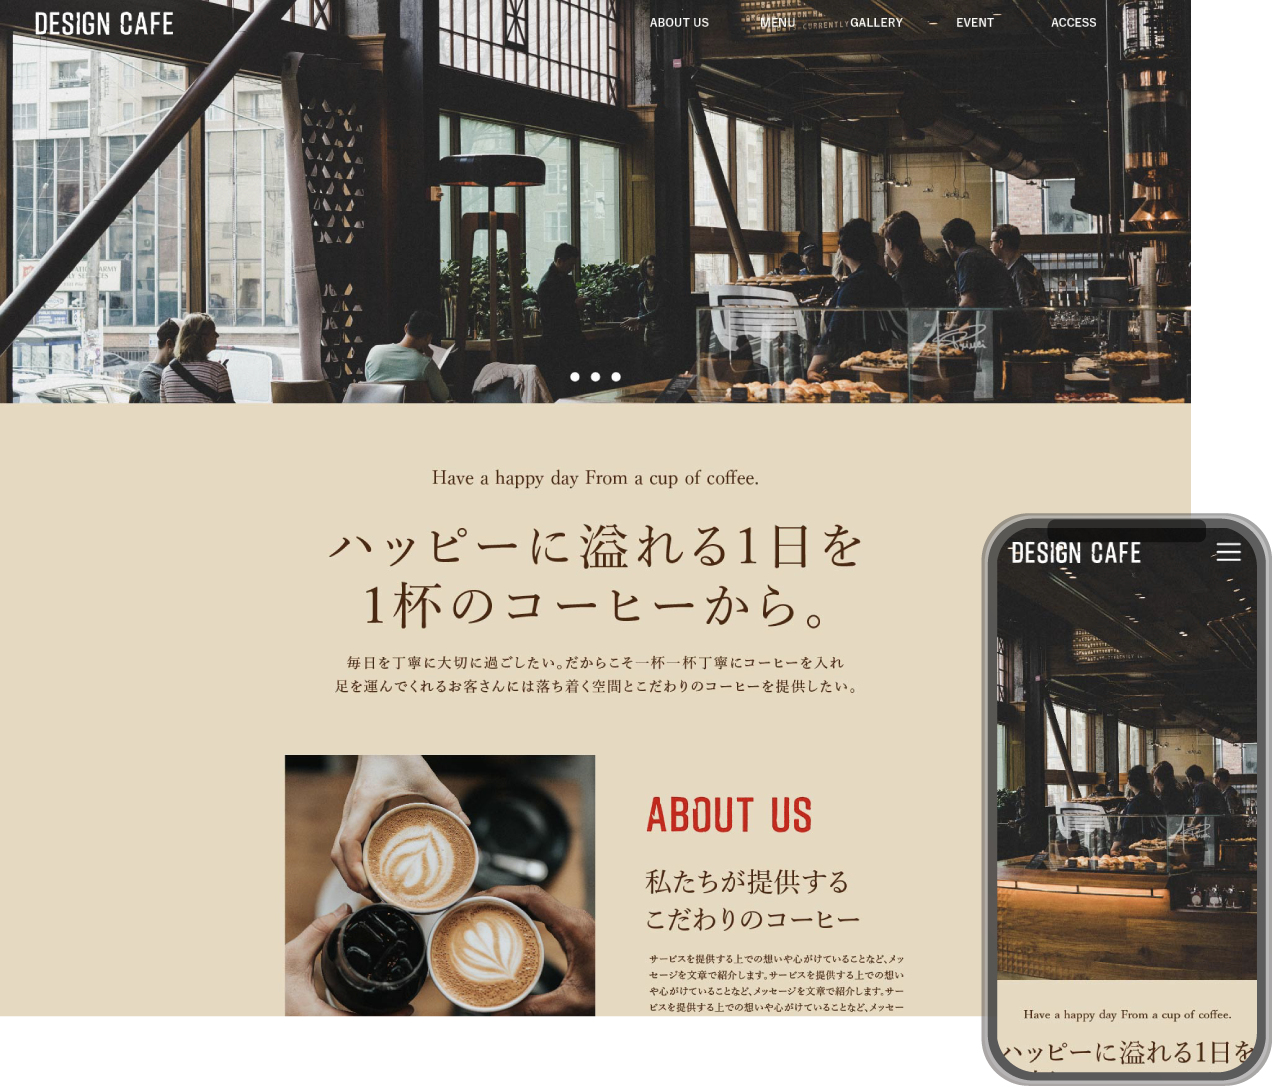 DESIGN CAFE
ABOUT US
MENU
GALLERY
EVENT
ACCESS
Have a happy day From a cup of coffee.
ハッピーに溢れる1日を
1杯のコーヒーから。
毎日を丁寧に大切に過ごしたい。だからこそ一杯一杯丁寧にコーヒーを入れ
足を運んでくれるお客さんには落ち着く空間とこだわりのコーヒーを提供したい。
ABOUT US
私たちが提供する
こだわりのコーヒー
サービスを提供する上での想いや心がけていることなど、メッ
セージを文章で紹介します。サービスを提供する上での想い
や心がけていることなど、メッセージを文章で紹介します。サー
ビスを提供する上での想いや心がけていることなど、メッセー
DESIGN CAFE
Have a happy day From a cup of coffee.
ハッピーに溢れる1日を